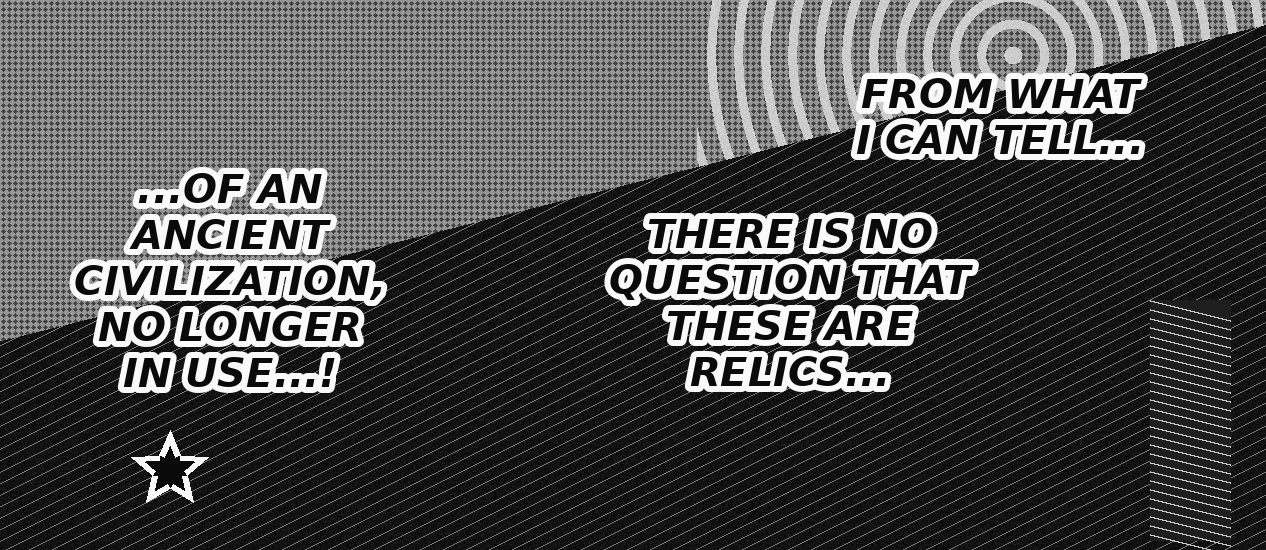 FROM WHAT
I CAN TELL...
THERE IS NO
QUESTION THAT
THESE ARE
RELICS...
...OF AN
ANCIENT
CIVILIZATION,
NO LONGER
IN USE...!